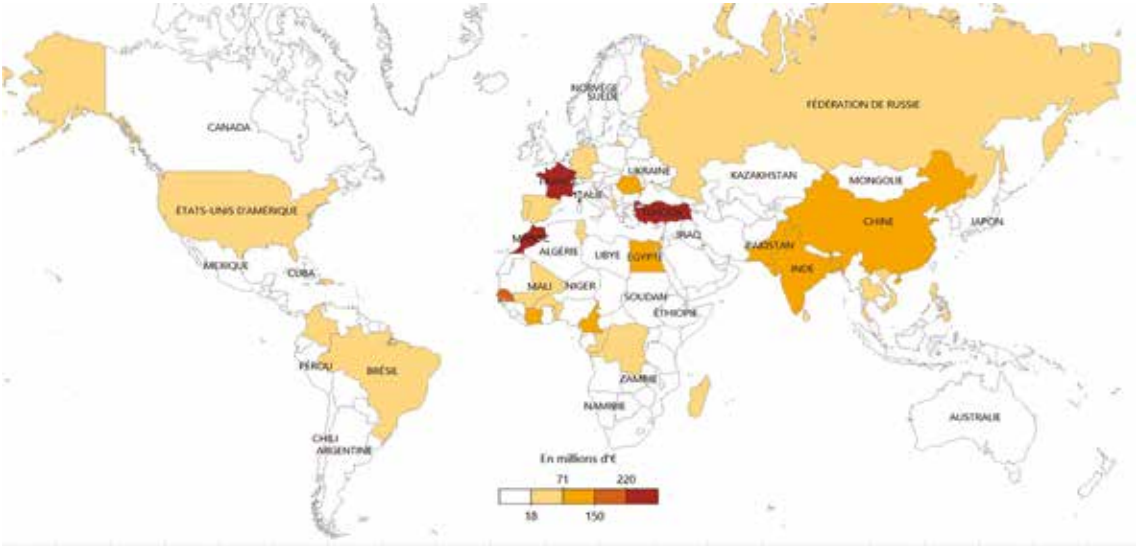 NORVÈGE
SUÈDE
FÉDÉRATION DE RUSSIE
CANADA
UKRAINE
KAZAKHSTAN
MONGOLIE
ITALIE
ÉTATS-UNIS D'AMÉRIQUE
CHINE
JAPON
IRAQ
PAKISTAN
ALGÉRIE
LIBYE
ÉGYPTE
MEXIQUE
CUBA
INDE
MALI
NIGER
SOUDAN
ÉTHIOPIE
PÉROU
BRÉSIL
ZAMBIE
NAMIBIE
AUSTRALIE
CHILI
ARGENTINE
En millions d'€
71 220
18 150